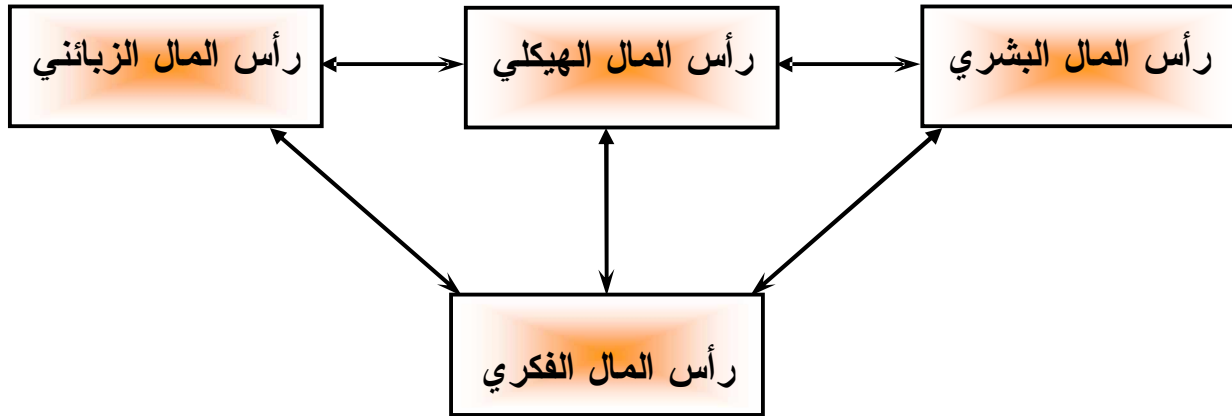 رأس المال البشري
رأس المال الهيكلي
رأس المال الزبائني
رأس المال الفكري